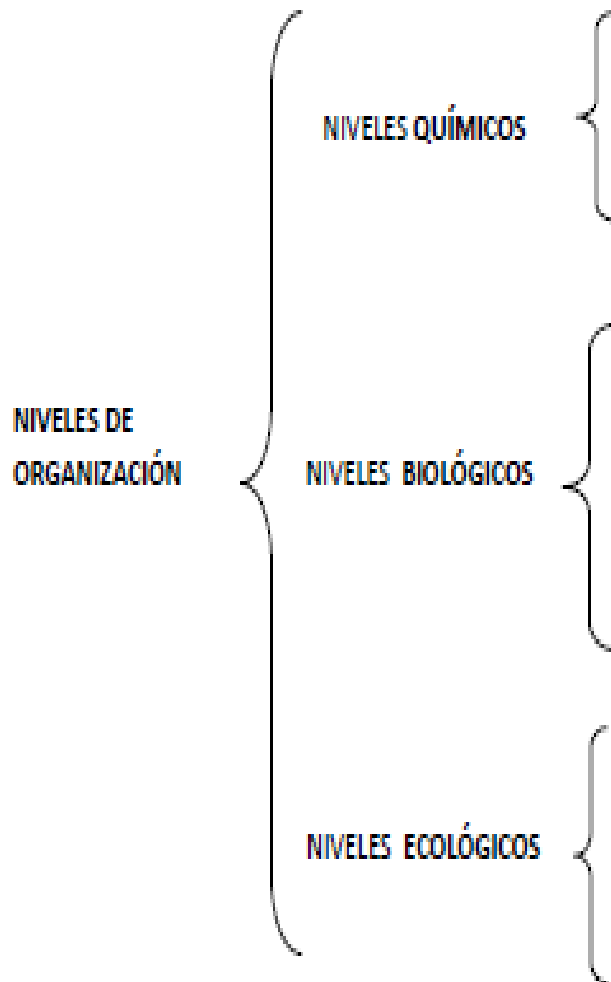 NIVELES QUÍMICOS
NIVELES DE
ORGANIZACIÓN
NIVELES BIOLÓGICOS
NIVELES ECOLÓGICOS